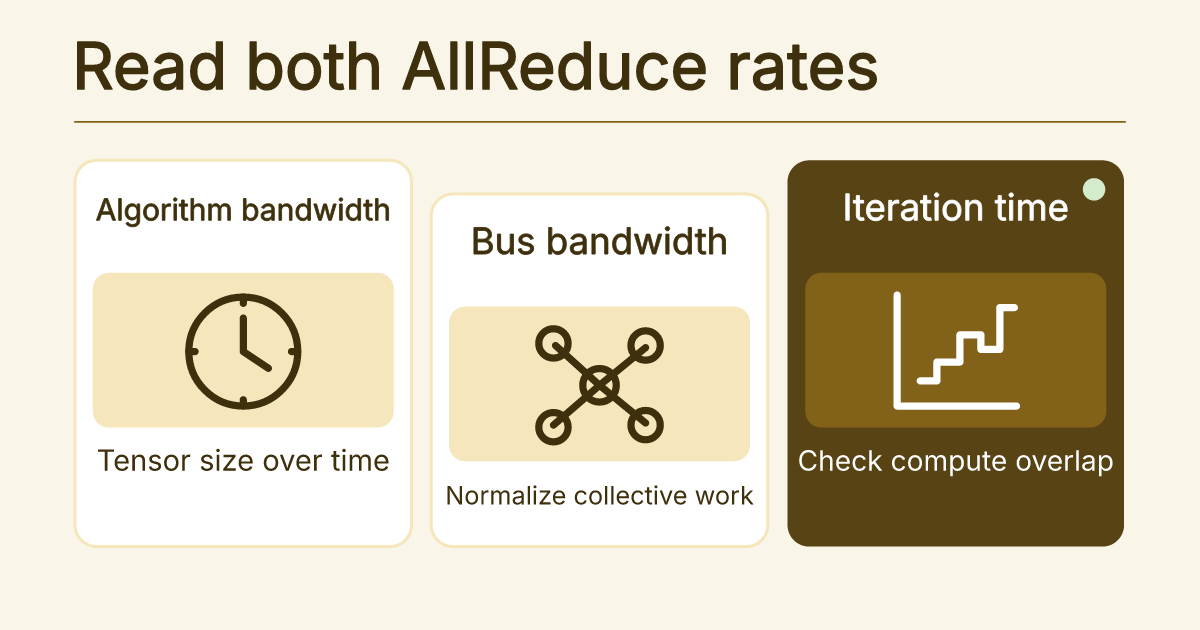 Read both AllReduce rates
Algorithm bandwidth
Tensor size over time
Bus bandwidth
Normalize collective work
Iteration time
Check compute overlap